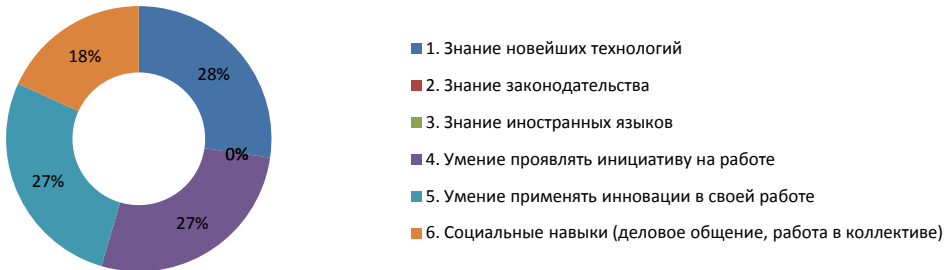 18%
28%
0%
27%
27%
1. Знание новейших технологий
2. Знание законодательства
3. Знание иностранных языков
4. Умение проявлять инициативу на работе
5. Умение применять инновации в своей работе
6. Социальные навыки (деловое общение, работа в коллективе)